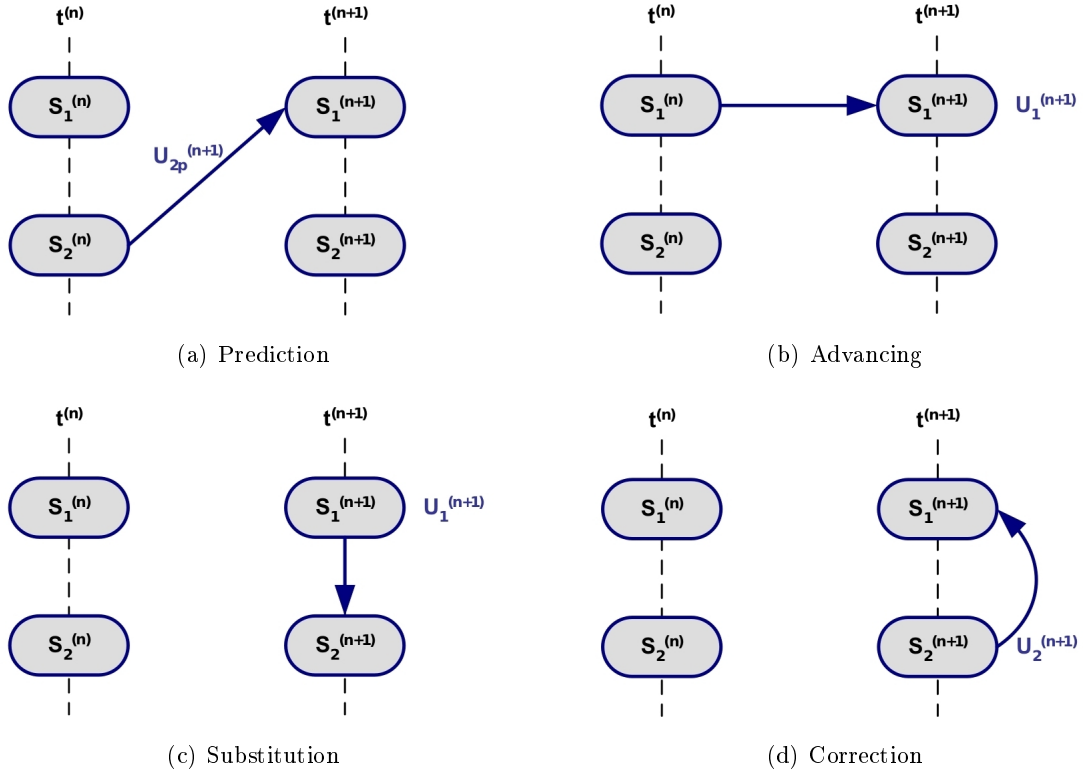 t(n) t(n+1) t(n) t(n+1)
S1(n) S1(n+1) S1(n) S1(n+1) U1(n+1)
U2p(n+1)
S2(n) S2(n+1) S2(n) S2(n+1)
(a) Prediction (b) Advancing
t(n) t(n+1) t(n) t(n+1)
S1(n) S1(n+1) U1(n+1) S1(n) S1(n+1)
S2(n) S2(n+1) S2(n) S2(n+1) U2(n+1)
(c) Substitution (d) Correction